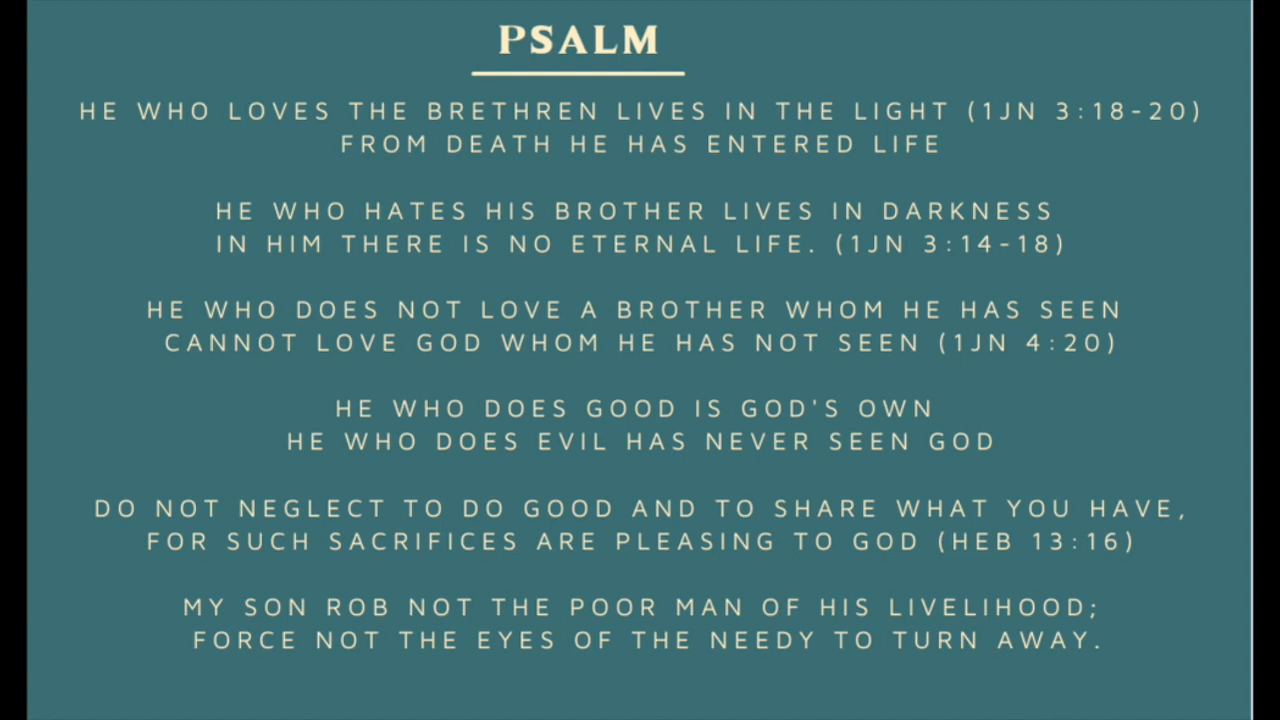 PSALM
HE WHO LOVES THE BRETHREN LIVES IN THE LIGHT (1JN 3:18-20)
FROM DEATH HE HAS ENTERED LIFE
HE WHO HATES HIS BROTHER LIVES IN DARKNESS
IN HIM THERE IS NO ETERNAL LIFE. (1JN 3:14-18)
HE WHO DOES NOT LOVE A BROTHER WHOM HE HAS SEEN
CANNOT LOVE GOD WHOM HE HAS NOT SEEN (1JN 4:20)
HE WHO DOES GOOD IS GOD'S OWN
HE WHO DOES EVIL HAS NEVER SEEN GOD
DO NOT NEGLECT TO DO GOOD AND TO SHARE WHAT YOU HAVE,
FOR SUCH SACRIFICES ARE PLEASING TO GOD (HEB 13:16)
MY SON ROB NOT THE POOR MAN OF HIS LIVELIHOOD;
FORCE NOT THE EYES OF THE NEEDY TO TURN AWAY.